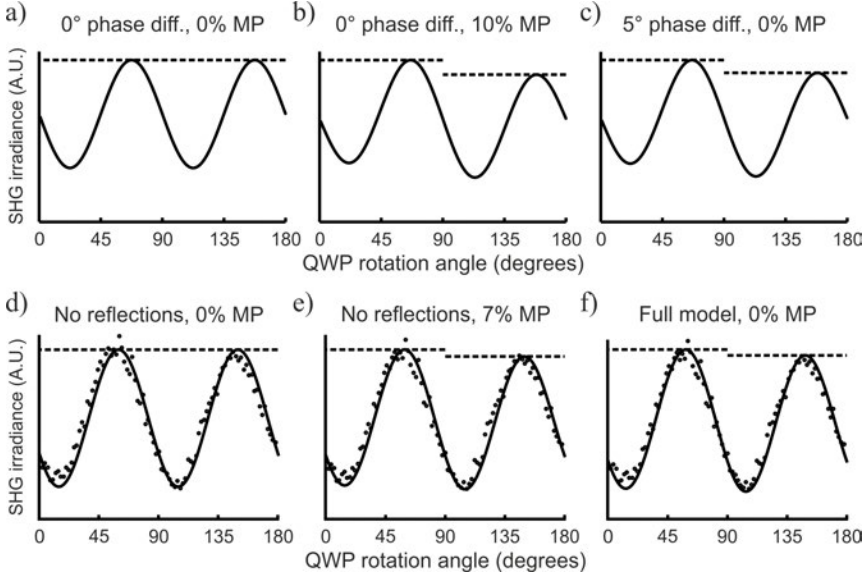 a) 0° phase diff., 0% MP
b) 0° phase diff., 10% MP
c) 5° phase diff., 0% MP
SHG irradiance (A.U.)
0 45 90 135 180
0 45 90 135 180
0 45 90 135 180
QWP rotation angle (degrees)
d) No reflections, 0% MP
e) No reflections, 7% MP
f) Full model, 0% MP
SHG irradiance (A.U.)
0 45 90 135 180
0 45 90 135 180
0 45 90 135 180
QWP rotation angle (degrees)